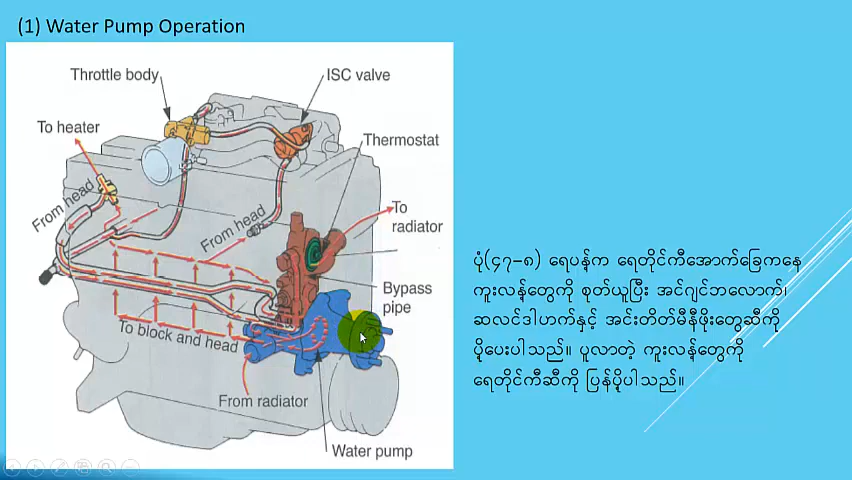 (1) Water Pump Operation
Throttle body
ISC valve
To heater
Thermostat
From head
From head
To
radiator
Bypass
pipe
To block and head
From radiator
Water pump
ပုံ(၄၇–၈) ရေပန့်က ရေတိုင်ကီအောက်ခြေကနေ
ကူးလန့်တွေကို စုတ်ယူပြီး အင်ဂျင်ဘလောက်၊
ဆလင်ဒါဟက်နှင့် အင်းတိတ်မီနီဖိုးတွေဆီကို
ပို့ပေးပါသည်။ ပူလာတဲ့ ကူးလန့်တွေကို
ရေတိုင်ကီဆီကို ပြန်ပို့ပါသည်။